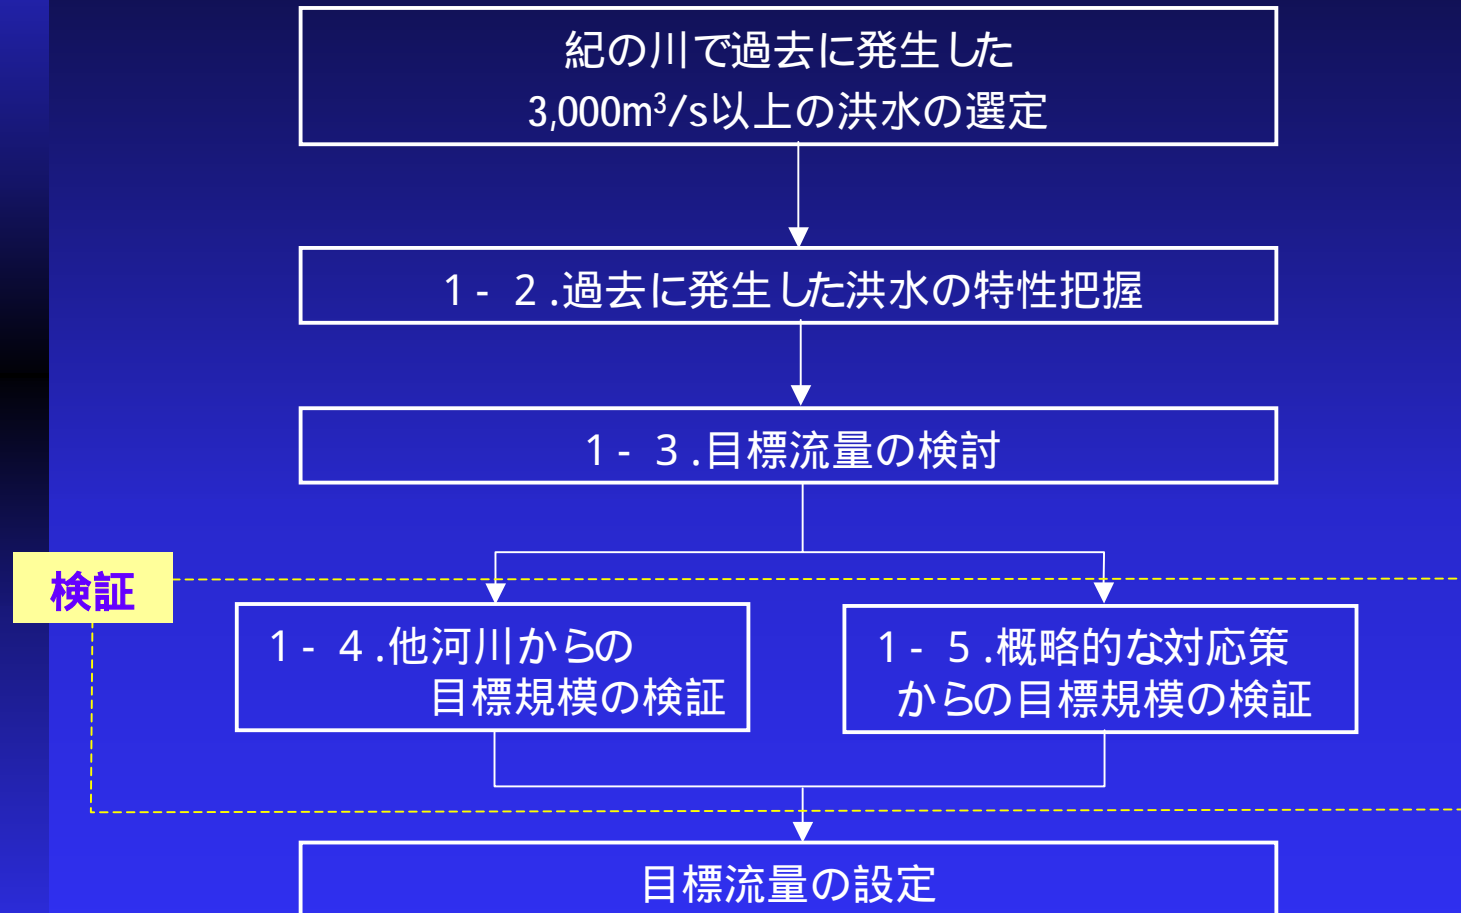 紀の川で過去に発生した
3,000m³/s以上の洪水の選定
1- 2.過去に発生した洪水の特性把握
1- 3.目標流量の検討
検証
1- 4.他河川からの
目標規模の検証
1- 5.概略的な対応策
からの目標規模の検証
目標流量の設定